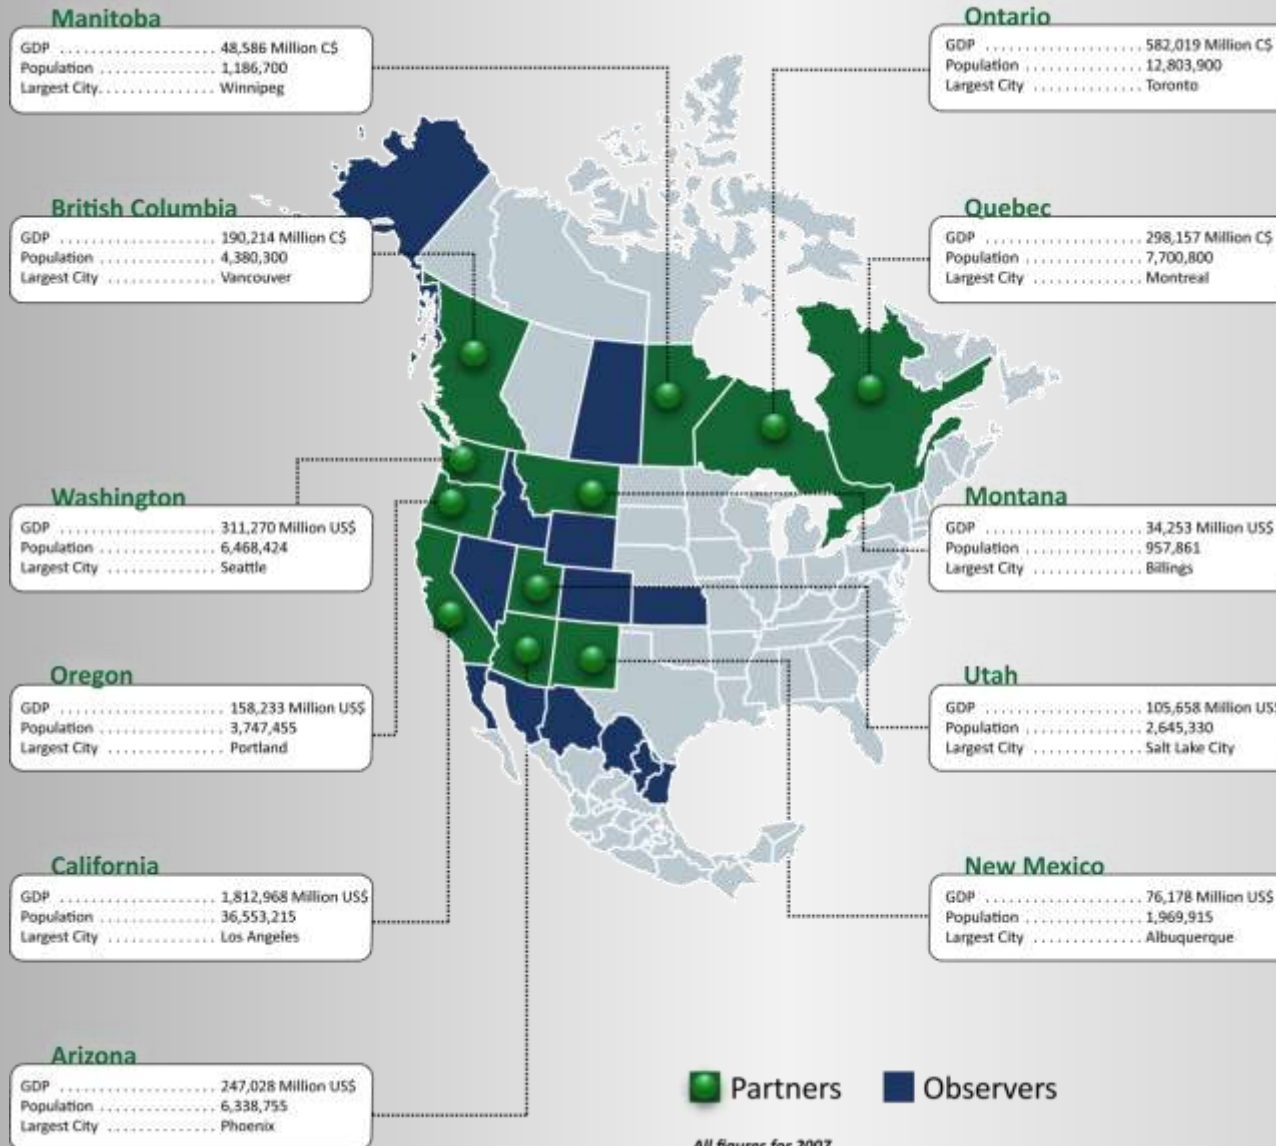 Manitoba
GDP .................... 48,586 Million C$
Population ............... 1,186,700
Largest City............... Winnipeg
British Columbia
GDP .................... 190,214 Million C$
Population ............... 4,380,300
Largest City .............. Vancouver
Washington
GDP .................... 311,270 Million US$
Population ............... 6,468,424
Largest City .............. Seattle
Oregon
GDP ..................... 158,233 Million US$
Population ................ 3,747,455
Largest City ............... Portland
California
GDP .................... 1,812,968 Million US$
Population ............... 36,553,215
Largest City .............. Los Angeles
Arizona
GDP .................... 247,028 Million US$
Population ............... 6,338,755
Largest City .............. Phoenix
Ontario
GDP .................... 582,019 Million C$
Population ............... 12,803,900
Largest City .............. Toronto
Quebec
GDP .................... 298,157 Million C$
Population ............... 7,700,800
Largest City .............. Montreal
Montana
GDP .................... 34,253 Million US$
Population ............... 957,861
Largest City .............. Billings
Utah
GDP .................... 105,658 Million US$
Population ............... 2,645,330
Largest City .............. Salt Lake City
New Mexico
GDP .................... 76,178 Million US$
Population ............... 1,969,915
Largest City .............. Albuquerque
Partners
Observers
All figures for 2007